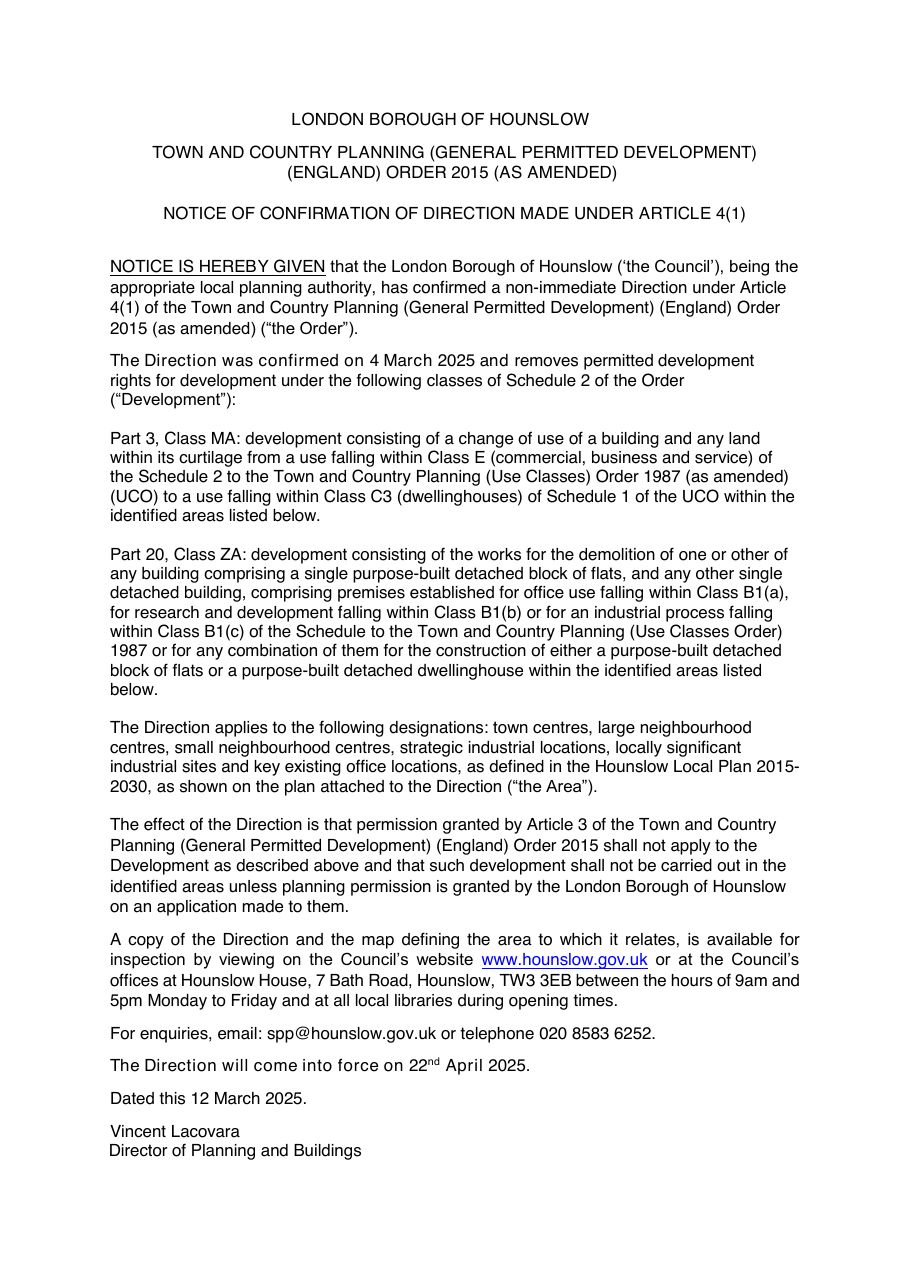 LONDON BOROUGH OF HOUNSLOW
TOWN AND COUNTRY PLANNING (GENERAL PERMITTED DEVELOPMENT)
(ENGLAND) ORDER 2015 (AS AMENDED)
NOTICE OF CONFIRMATION OF DIRECTION MADE UNDER ARTICLE 4(1)
NOTICE IS HEREBY GIVEN that the London Borough of Hounslow (‘the Council’), being the
appropriate local planning authority, has confirmed a non-immediate Direction under Article
4(1) of the Town and Country Planning (General Permitted Development) (England) Order
2015 (as amended) (“the Order”).
The Direction was confirmed on 4 March 2025 and removes permitted development
rights for development under the following classes of Schedule 2 of the Order
(“Development”):
Part 3, Class MA: development consisting of a change of use of a building and any land
within its curtilage from a use falling within Class E (commercial, business and service) of
the Schedule 2 to the Town and Country Planning (Use Classes) Order 1987 (as amended)
(UCO) to a use falling within Class C3 (dwellinghouses) of Schedule 1 of the UCO within the
identified areas listed below.
Part 20, Class ZA: development consisting of the works for the demolition of one or other of
any building comprising a single purpose-built detached block of flats, and any other single
detached building, comprising premises established for office use falling within Class B1(a),
for research and development falling within Class B1(b) or for an industrial process falling
within Class B1(c) of the Schedule to the Town and Country Planning (Use Classes Order)
1987 or for any combination of them for the construction of either a purpose-built detached
block of flats or a purpose-built detached dwellinghouse within the identified areas listed
below.
The Direction applies to the following designations: town centres, large neighbourhood
centres, small neighbourhood centres, strategic industrial locations, locally significant
industrial sites and key existing office locations, as defined in the Hounslow Local Plan 2015-
2030, as shown on the plan attached to the Direction (“the Area”).
The effect of the Direction is that permission granted by Article 3 of the Town and Country
Planning (General Permitted Development) (England) Order 2015 shall not apply to the
Development as described above and that such development shall not be carried out in the
identified areas unless planning permission is granted by the London Borough of Hounslow
on an application made to them.
A copy of the Direction and the map defining the area to which it relates, is available for
inspection by viewing on the Council’s website www.hounslow.gov.uk or at the Council’s
offices at Hounslow House, 7 Bath Road, Hounslow, TW3 3EB between the hours of 9am and
5pm Monday to Friday and at all local libraries during opening times.
For enquiries, email: spp@hounslow.gov.uk or telephone 020 8583 6252.
The Direction will come into force on 22nd April 2025.
Dated this 12 March 2025.
Vincent Lacovara
Director of Planning and Buildings